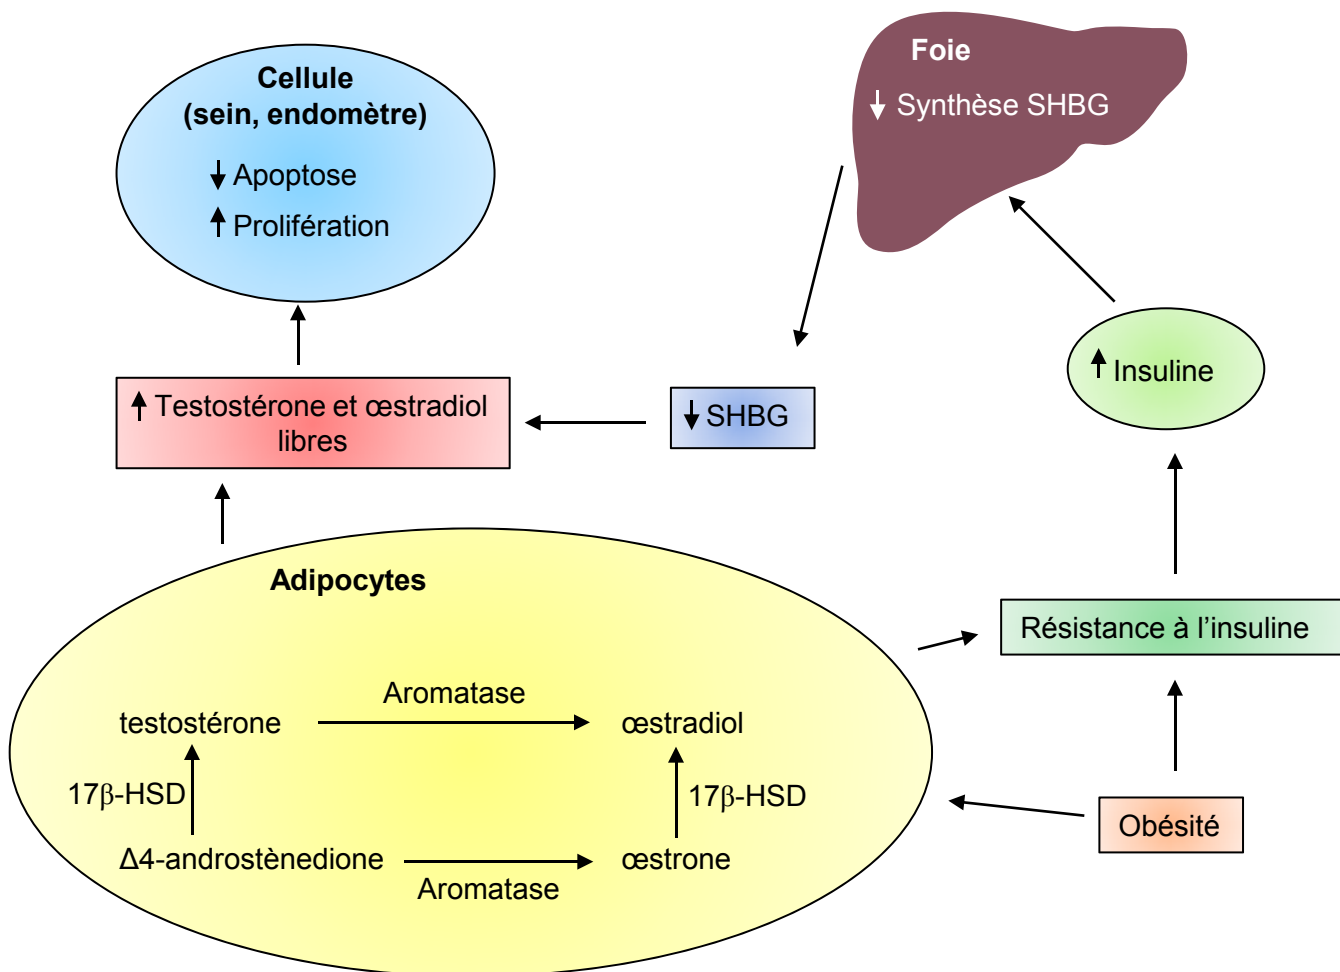 Cellule
(sein, endomètre)
↓ Apoptose
↑ Prolifération
Foie
↓ Synthèse SHBG
↑ Insuline
↑ Testostérone et œstradiol
libres
↓ SHBG
Adipocytes
Résistance à l’insuline
Aromatase
testostérone
œstradiol
17β-HSD
17β-HSD
Obésité
Δ4-androstènedione
œstrone
Aromatase